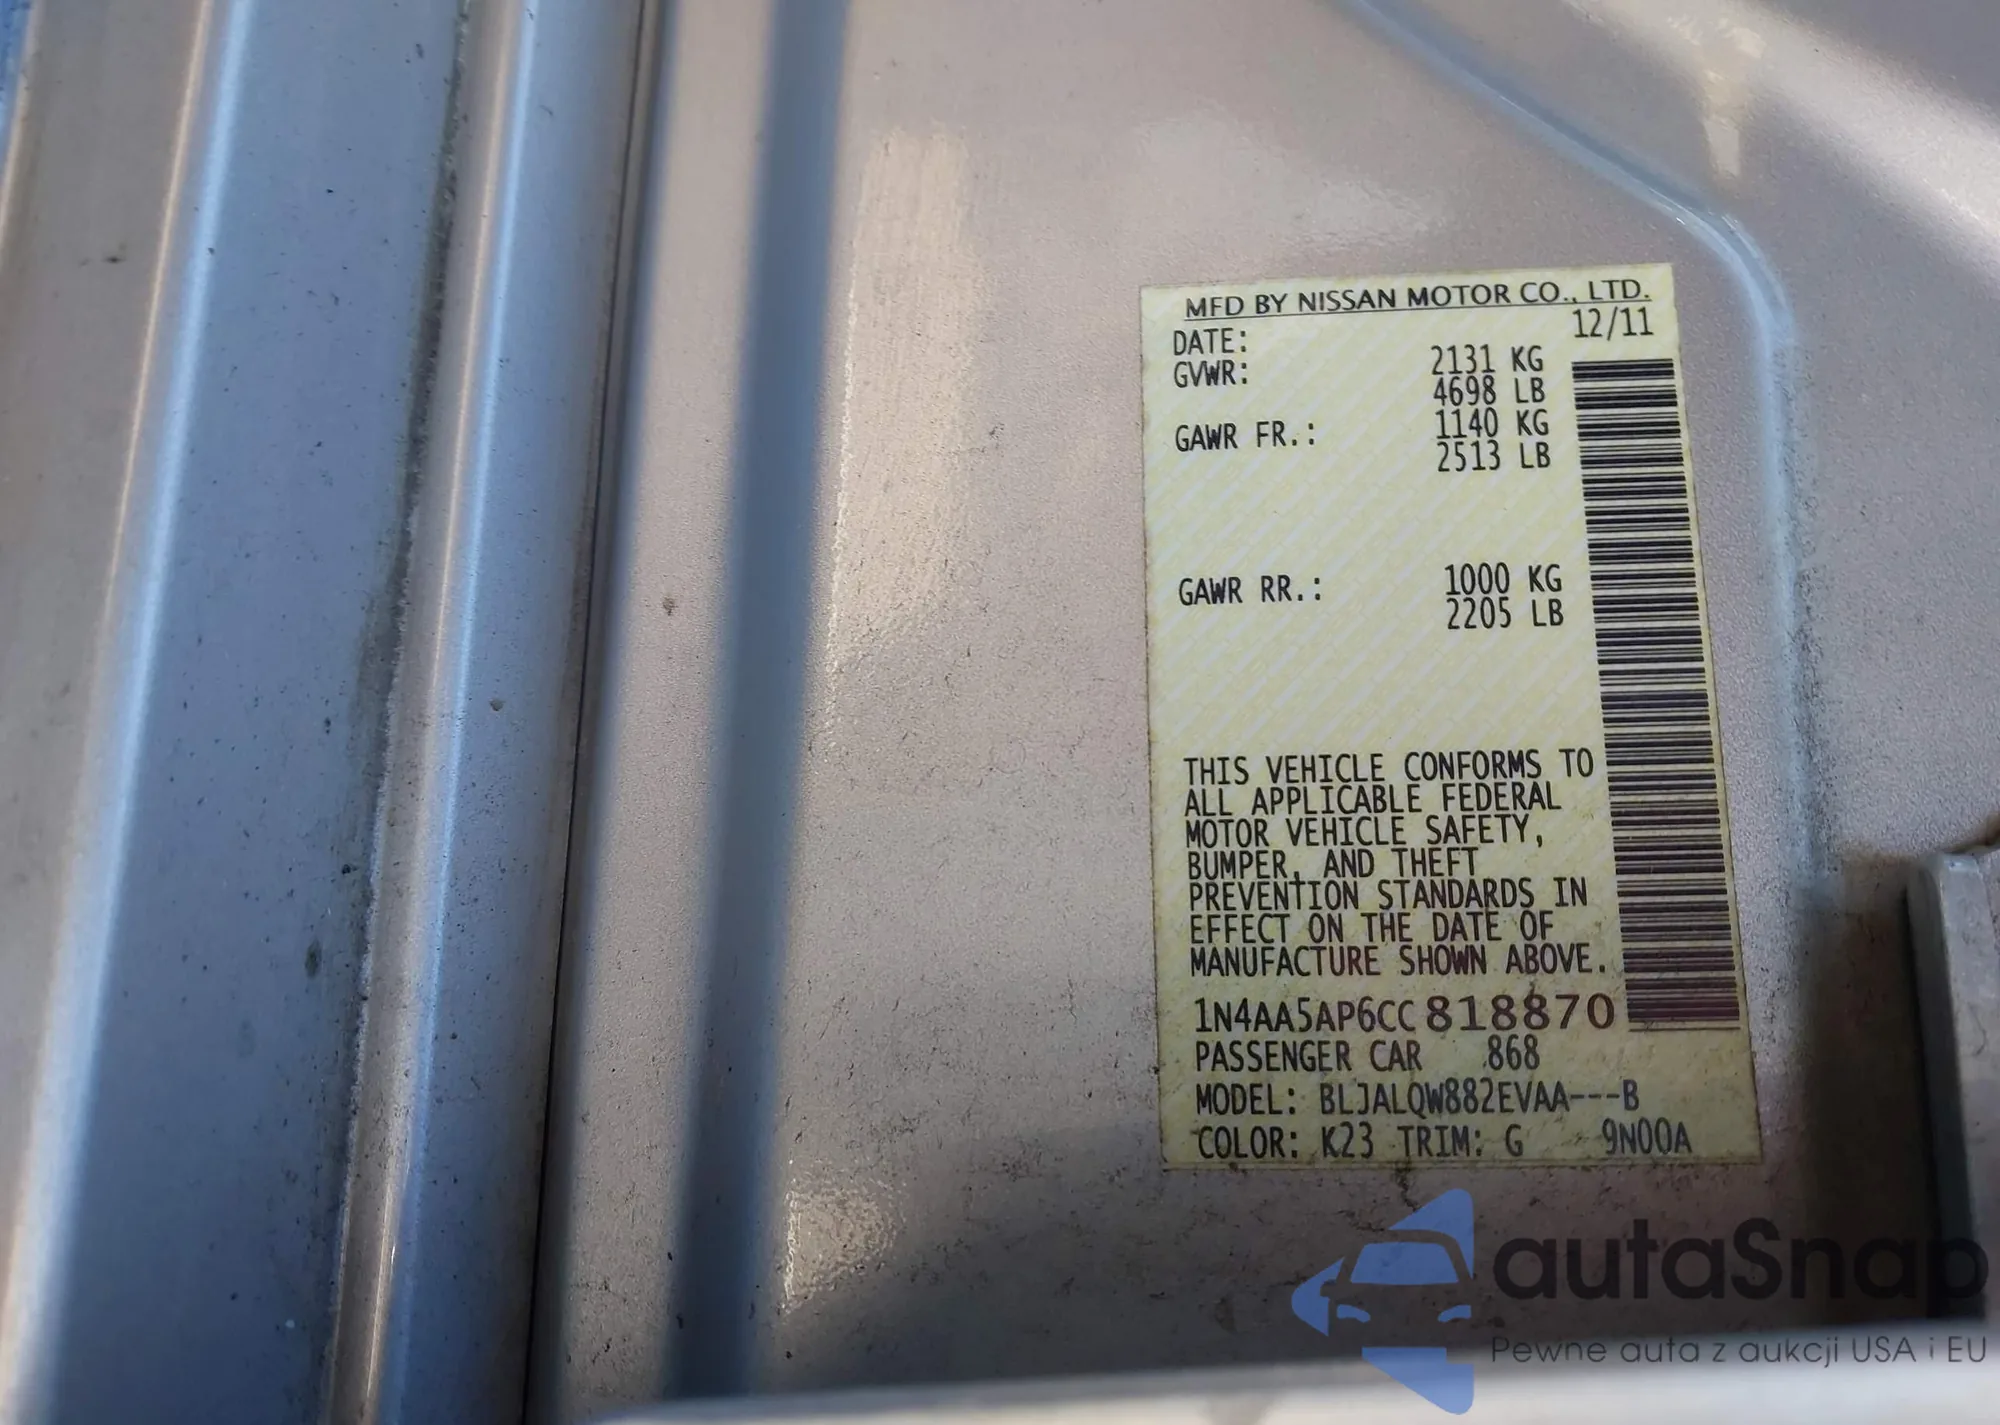 MFD BY NISSAN MOTOR CO., LTD.
DATE: 12/11
GVWR: 2131 KG
4698 LB
GAWR FR.: 1140 KG
2513 LB
GAWR RR.: 1000 KG
2205 LB
THIS VEHICLE CONFORMS TO
ALL APPLICABLE FEDERAL
MOTOR VEHICLE SAFETY,
BUMPER, AND THEFT
PREVENTION STANDARDS IN
EFFECT ON THE DATE OF
MANUFACTURE SHOWN ABOVE.
1N4AA5AP6CC818870
PASSENGER CAR 868
MODEL: BLJALQW882EVAA---B
COLOR: K23 TRIM: G 9N00A
autaSnap
Pewne auta z aukcji USA i EU